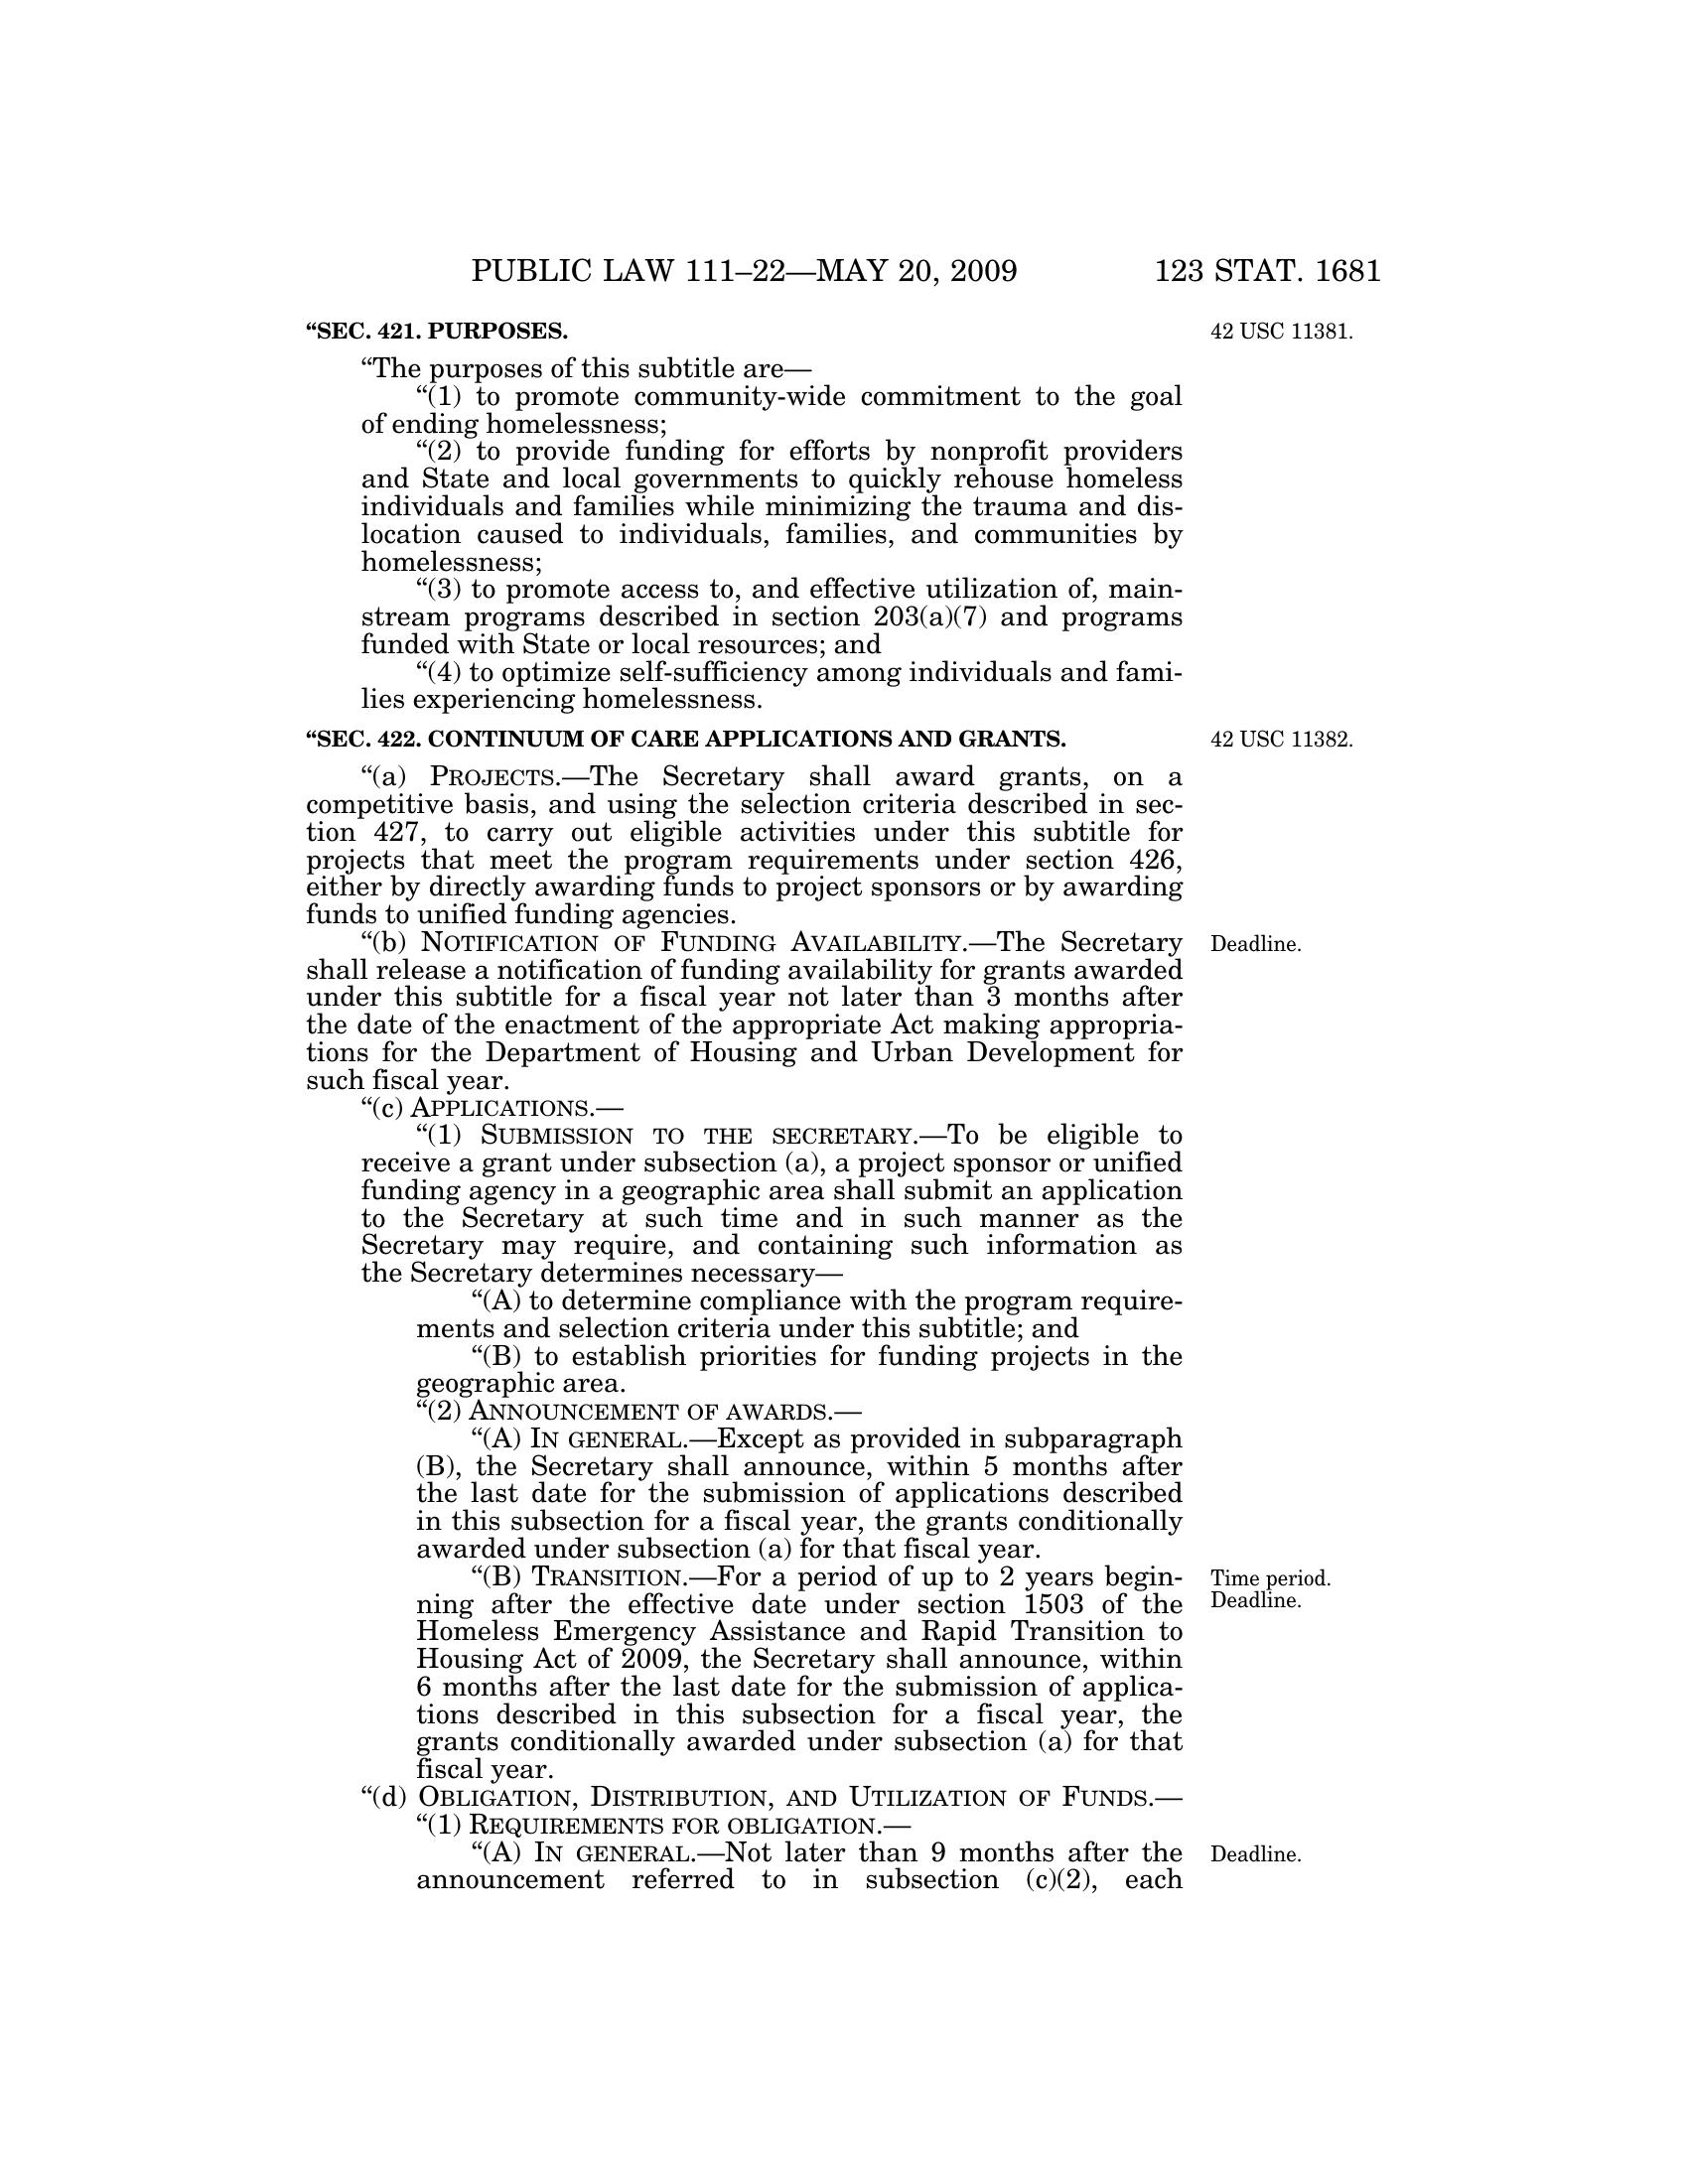 PUBLIC LAW 111–22—MAY 20, 2009 123 STAT. 1681
“SEC. 421. PURPOSES. 42 USC 11381.
“The purposes of this subtitle are—
“(1) to promote community-wide commitment to the goal
of ending homelessness;
“(2) to provide funding for efforts by nonprofit providers
and State and local governments to quickly rehouse homeless
individuals and families while minimizing the trauma and dis-
location caused to individuals, families, and communities by
homelessness;
“(3) to promote access to, and effective utilization of, main-
stream programs described in section 203(a)(7) and programs
funded with State or local resources; and
“(4) to optimize self-sufficiency among individuals and fami-
lies experiencing homelessness.
“SEC. 422. CONTINUUM OF CARE APPLICATIONS AND GRANTS. 42 USC 11382.
“(a) PROJECTS.—The Secretary shall award grants, on a
competitive basis, and using the selection criteria described in sec-
tion 427, to carry out eligible activities under this subtitle for
projects that meet the program requirements under section 426,
either by directly awarding funds to project sponsors or by awarding
funds to unified funding agencies.
“(b) NOTIFICATION OF FUNDING AVAILABILITY.—The Secretary Deadline.
shall release a notification of funding availability for grants awarded
under this subtitle for a fiscal year not later than 3 months after
the date of the enactment of the appropriate Act making appropria-
tions for the Department of Housing and Urban Development for
such fiscal year.
“(c) APPLICATIONS.—
“(1) SUBMISSION TO THE SECRETARY.—To be eligible to
receive a grant under subsection (a), a project sponsor or unified
funding agency in a geographic area shall submit an application
to the Secretary at such time and in such manner as the
Secretary may require, and containing such information as
the Secretary determines necessary—
“(A) to determine compliance with the program require-
ments and selection criteria under this subtitle; and
“(B) to establish priorities for funding projects in the
geographic area.
“(2) ANNOUNCEMENT OF AWARDS.—
“(A) IN GENERAL.—Except as provided in subparagraph
(B), the Secretary shall announce, within 5 months after
the last date for the submission of applications described
in this subsection for a fiscal year, the grants conditionally
awarded under subsection (a) for that fiscal year.
“(B) TRANSITION.—For a period of up to 2 years begin- Time period.
ning after the effective date under section 1503 of the Deadline.
Homeless Emergency Assistance and Rapid Transition to
Housing Act of 2009, the Secretary shall announce, within
6 months after the last date for the submission of applica-
tions described in this subsection for a fiscal year, the
grants conditionally awarded under subsection (a) for that
fiscal year.
“(d) OBLIGATION, DISTRIBUTION, AND UTILIZATION OF FUNDS.—
“(1) REQUIREMENTS FOR OBLIGATION.—
“(A) IN GENERAL.—Not later than 9 months after the Deadline.
announcement referred to in subsection (c)(2), each